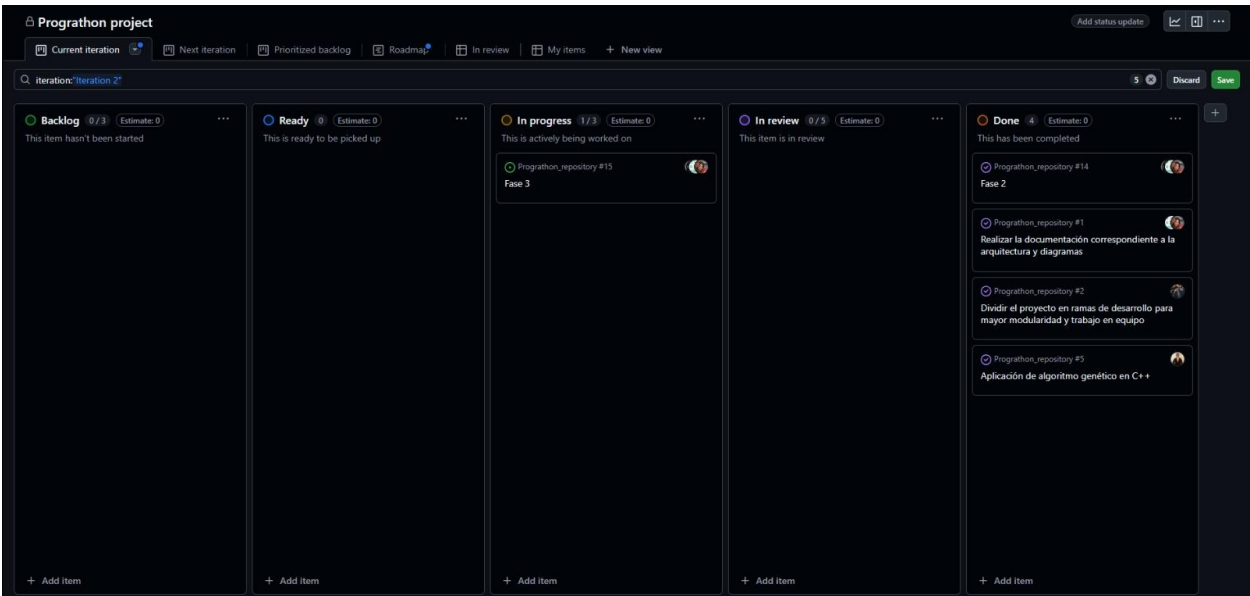 Prograthon project
Add status update
Current iteration
Next iteration
Prioritized backlog
Roadmap
In review
My items
+ New view
iteration:"Iteration 2"
5
Discard
Save
Backlog 0 / 3 Estimate: 0
This item hasn't been started
+ Add item
Ready 0 Estimate: 0
This is ready to be picked up
+ Add item
In progress 1 / 3 Estimate: 0
This is actively being worked on
Prograthon_repository #15
Fase 3
+ Add item
In review 0 / 5 Estimate: 0
This item is in review
+ Add item
Done 4 Estimate: 0
This has been completed
Prograthon_repository #14
Fase 2
Prograthon_repository #1
Realizar la documentación correspondiente a la
arquitectura y diagramas
Prograthon_repository #2
Dividir el proyecto en ramas de desarrollo para
mayor modularidad y trabajo en equipo
Prograthon_repository #5
Aplicación de algoritmo genético en C++
+ Add item